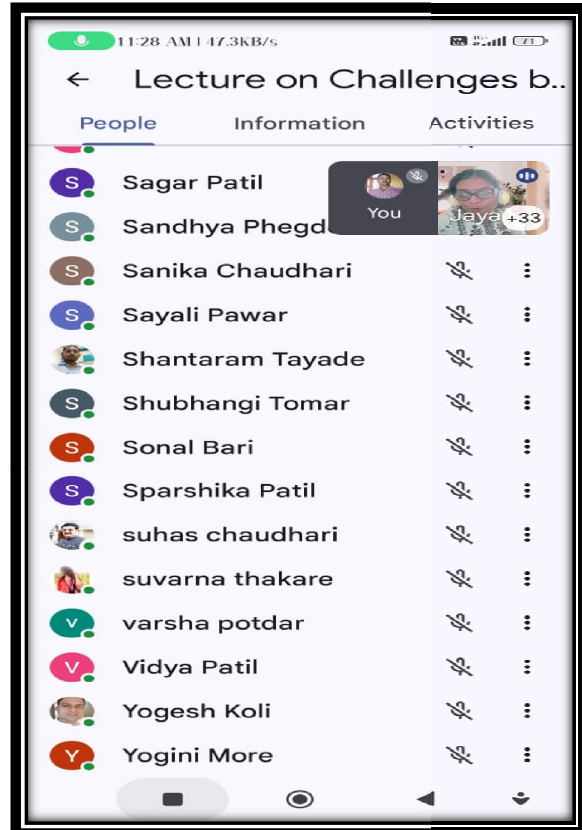 11:28 AM | 47.3KB/s 4G+ 71
Lecture on Challenges b..
People Information Activities
S Sagar Patil
You Jaya +33
S Sandhya Phegd
S Sanika Chaudhari
S Sayali Pawar
Shantaram Tayade
S Shubhangi Tomar
S Sonal Bari
S Sparshika Patil
suhas chaudhari
suvarna thakare
V varsha potdar
V Vidya Patil
Yogesh Koli
Y Yogini More